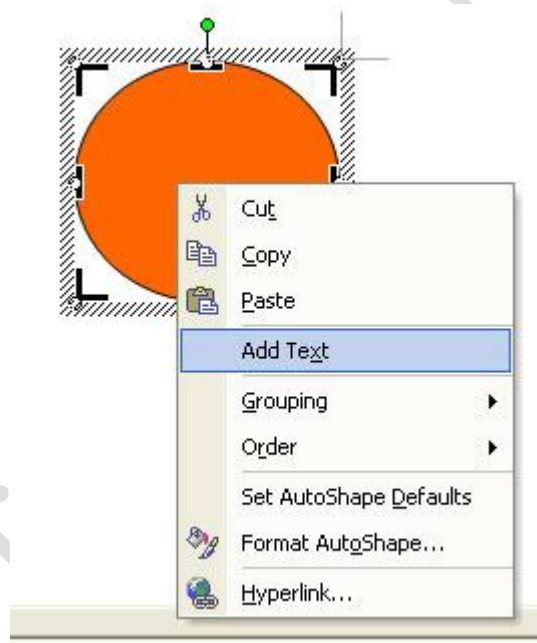 Cut
Copy
Paste
Add Text
Grouping
Order
Set AutoShape Defaults
Format AutoShape...
Hyperlink...